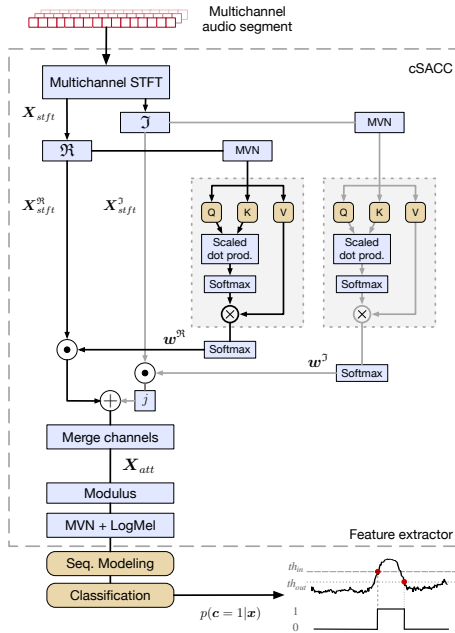 Multichannel
audio segment
cSACC
Multichannel STFT
X_stft
ℑ
MVN
ℜ
MVN
X^ℜ_stft
X^ℑ_stft
Q K V
Q K V
Scaled
dot prod.
Scaled
dot prod.
Softmax
Softmax
w^ℜ
Softmax
w^ℑ
Softmax
j
Merge channels
X_att
Modulus
MVN + LogMel
Feature extractor
Seq. Modeling
th_in
th_out
Classification
p(c = 1|x)
1
0